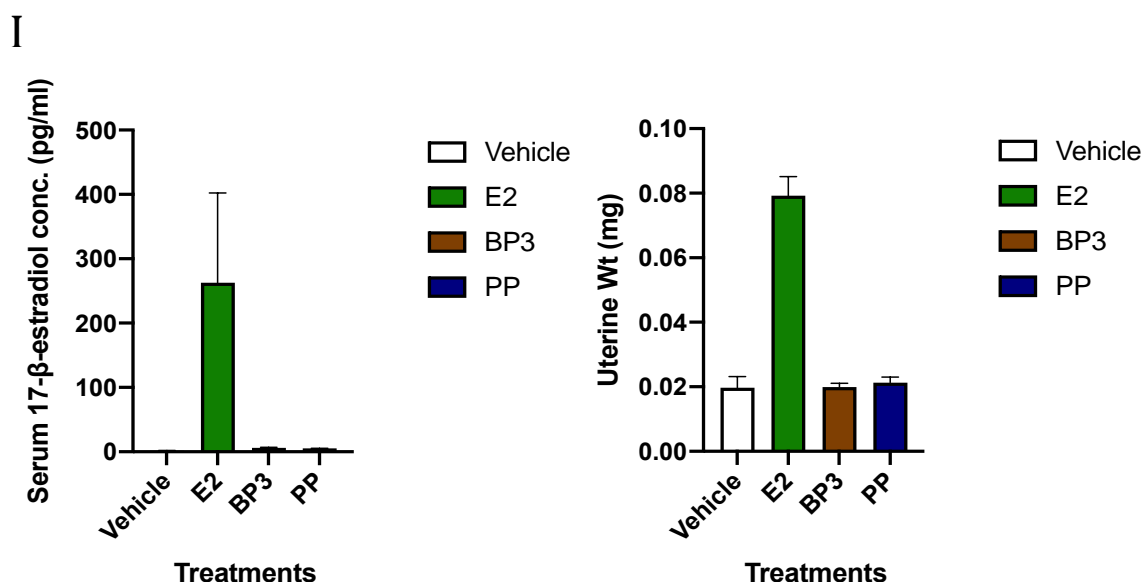 I
Serum 17-β-estradiol conc. (pg/ml)
500
400
300
200
100
0
Vehicle
E2
BP3
PP
Treatments
Vehicle
E2
BP3
PP
Uterine Wt (mg)
0.10
0.08
0.06
0.04
0.02
0.00
Vehicle
E2
BP3
PP
Treatments
Vehicle
E2
BP3
PP